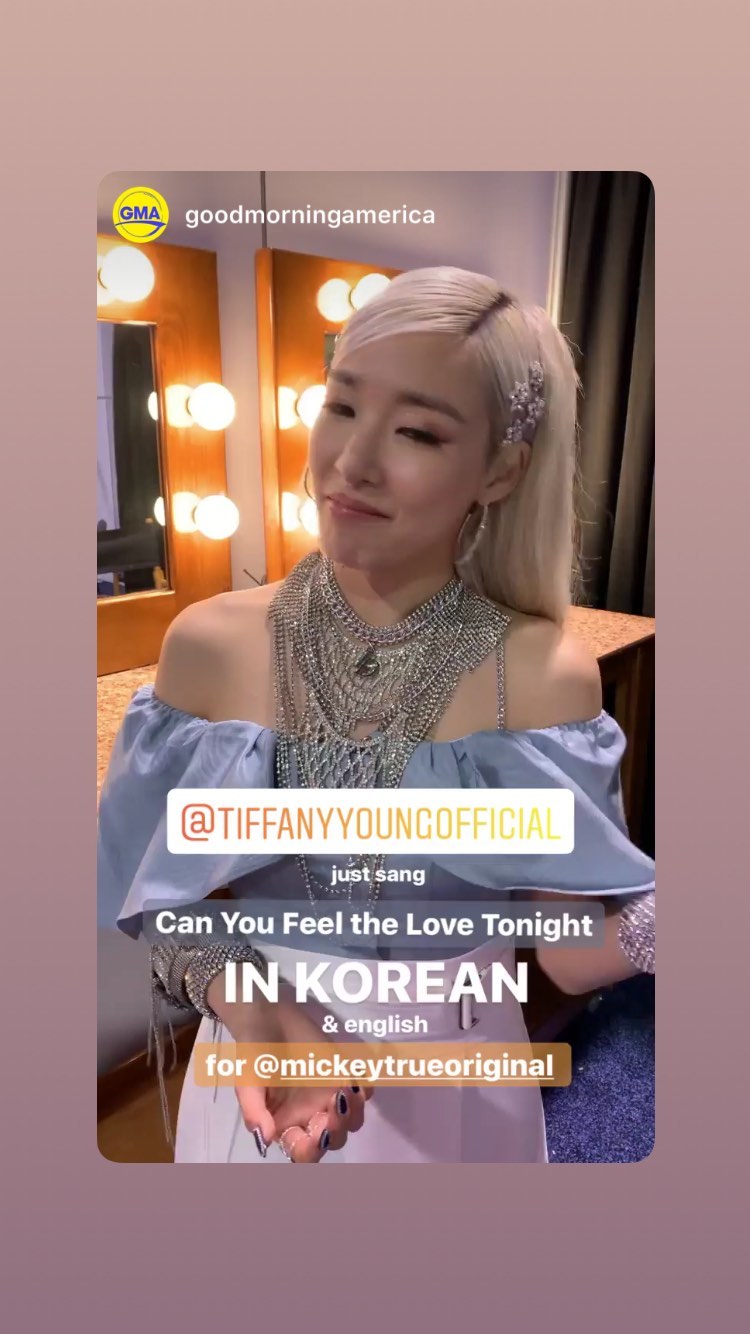 GMA
goodmorningamerica
@TIFFANYYOUNGOFFICIAL
just sang
Can You Feel the Love Tonight
IN KOREAN
& english
for @mickeytrueoriginal